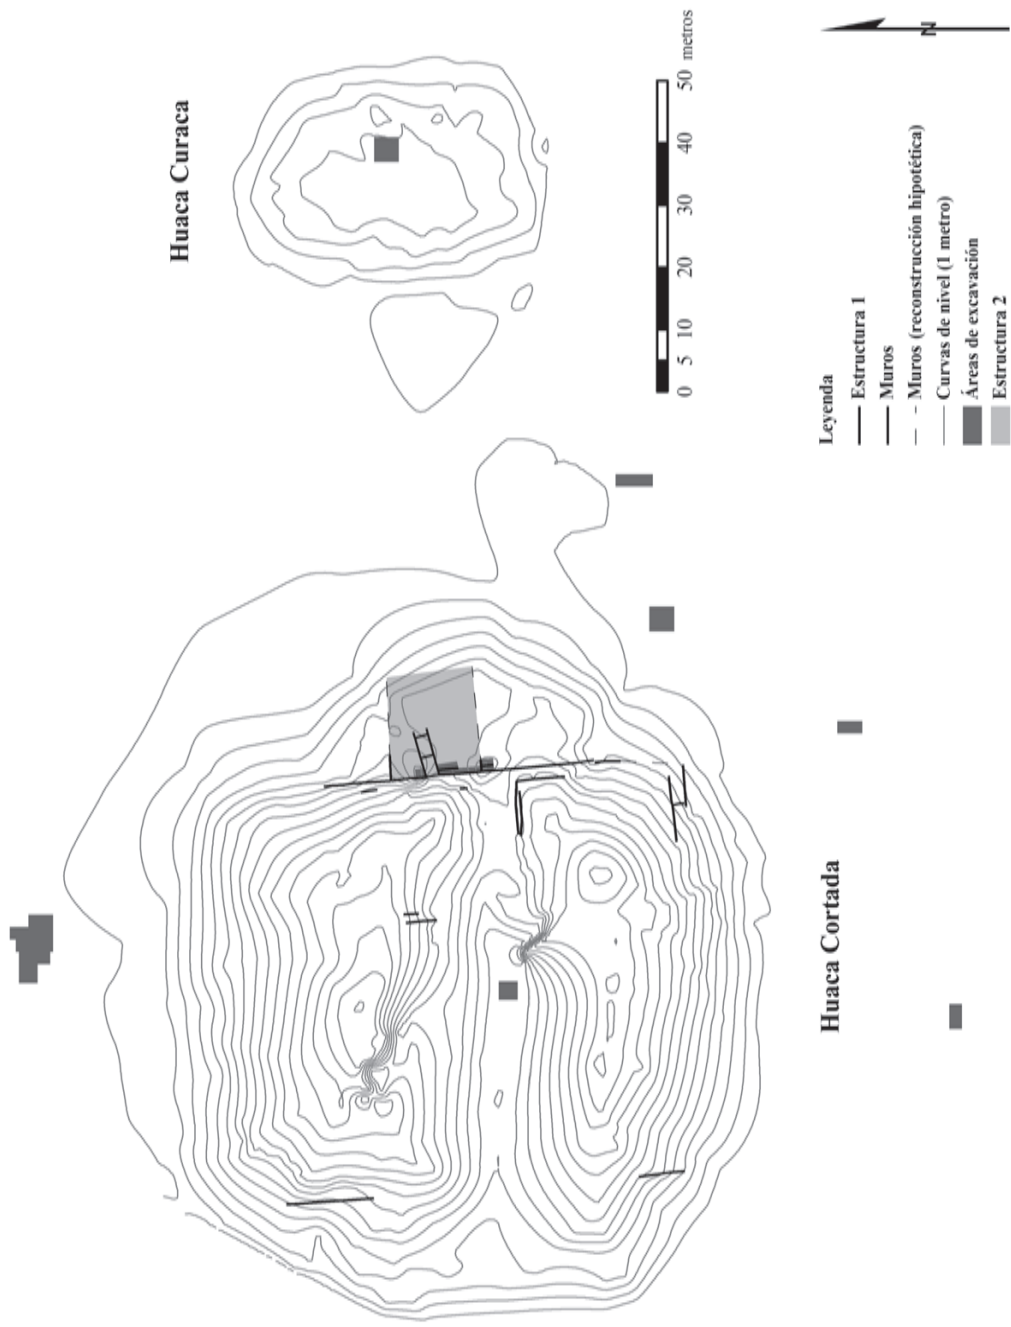 Huaca Curaca
0 5 10 20 30 40 50 metros
N
Leyenda
Estructura 1
Muros
Muros (reconstrucción hipotética)
Curvas de nivel (1 metro)
Áreas de excavación
Estructura 2
Huaca Cortada